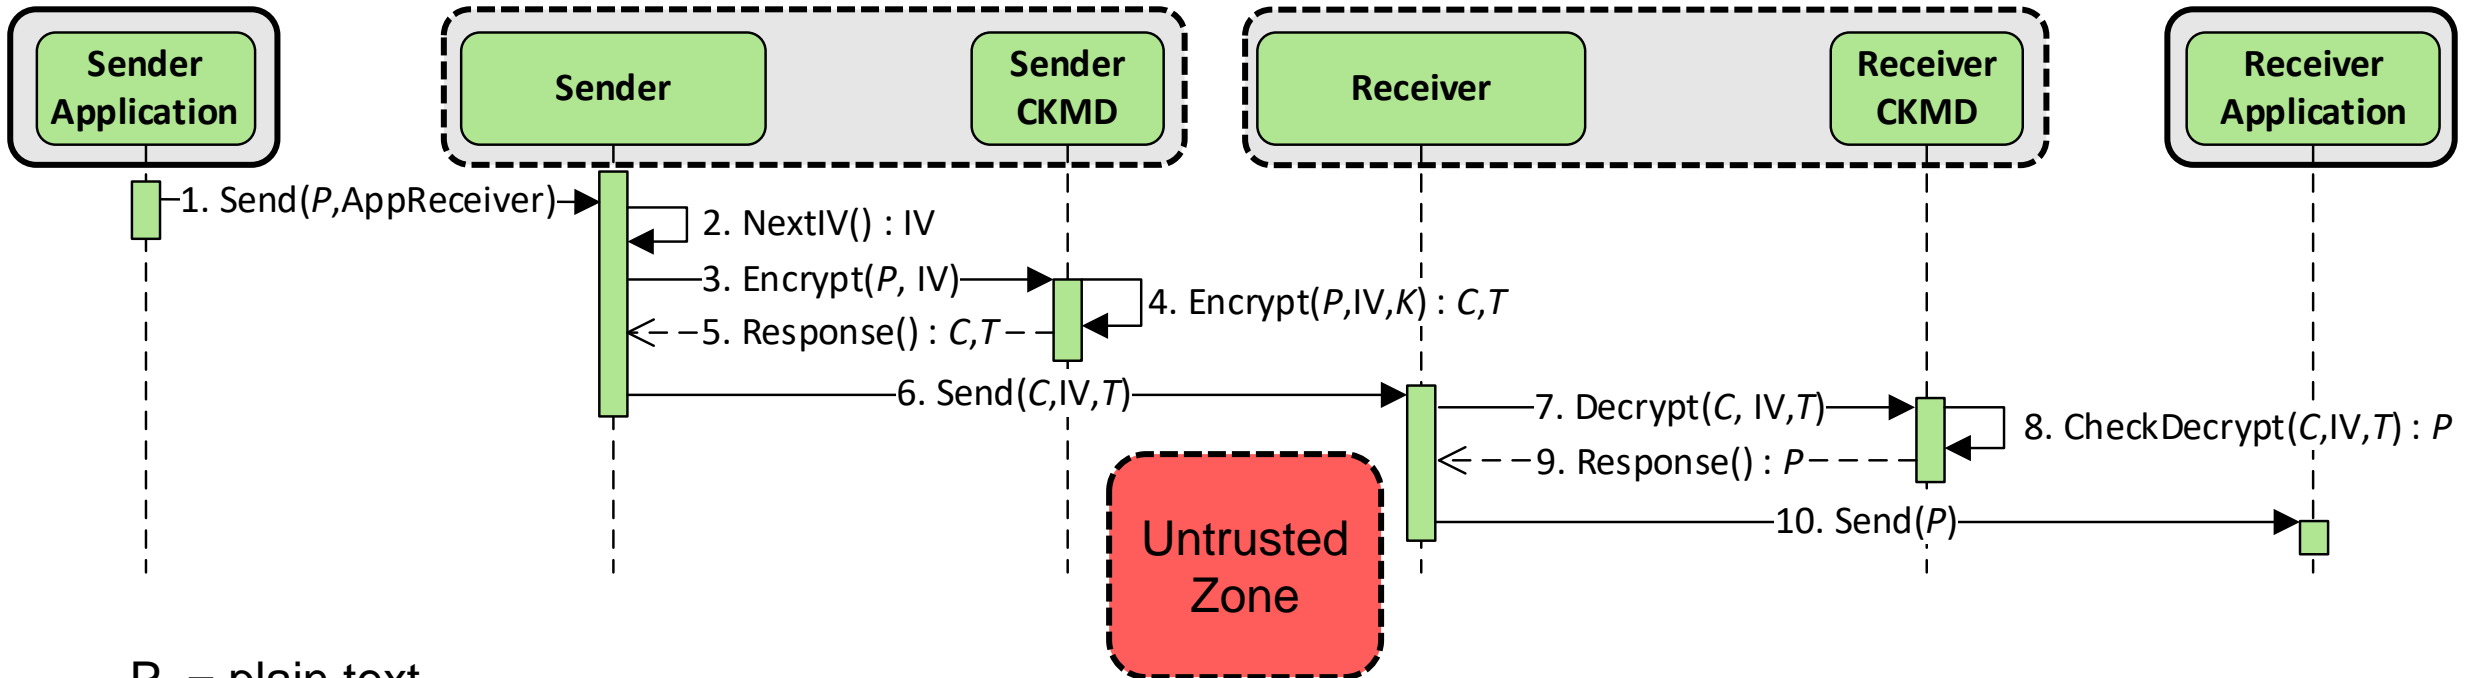 Sender
Application
Sender
Sender
CKMD
Receiver
Receiver
CKMD
Receiver
Application
1. Send(P,AppReceiver)
2. NextIV() : IV
3. Encrypt(P, IV)
4. Encrypt(P,IV,K) : C,T
5. Response() : C,T
6. Send(C,IV,T)
7. Decrypt(C, IV,T)
8. CheckDecrypt(C,IV,T) : P
9. Response() : P
10. Send(P)
Untrusted
Zone
P = plain text